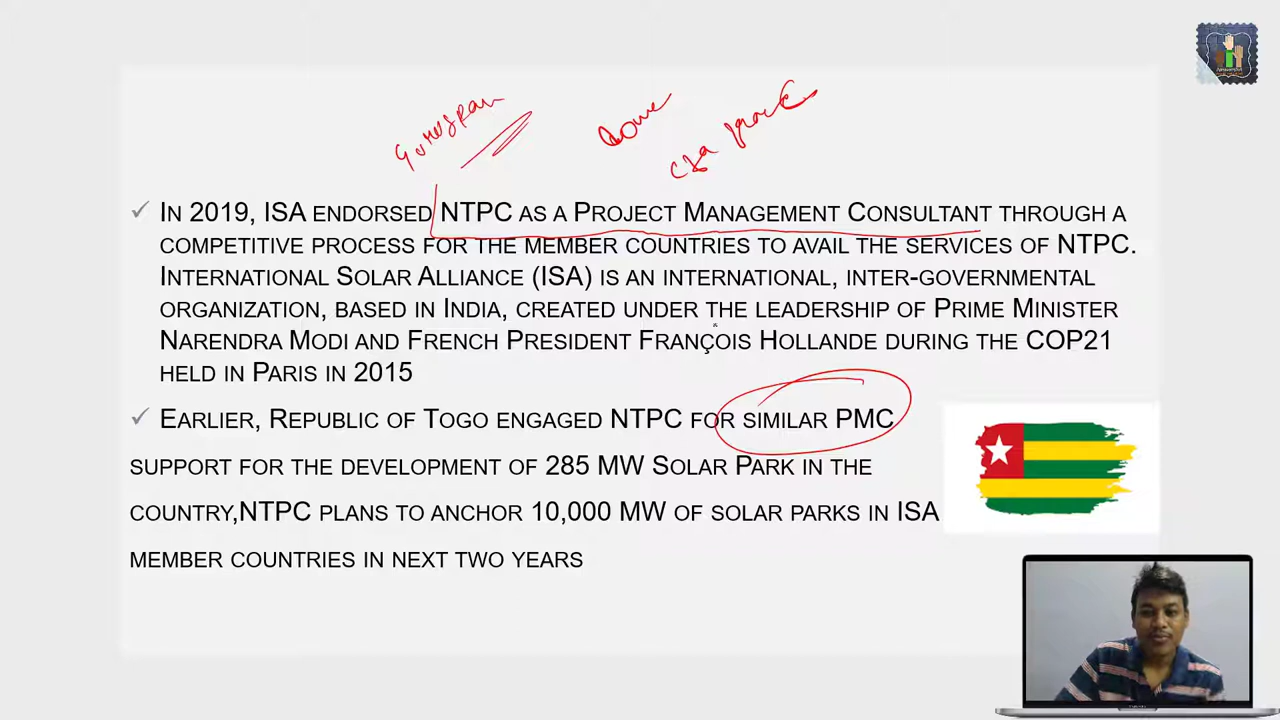 In 2019, ISA endorsed NTPC as a Project Management Consultant through a
competitive process for the member countries to avail the services of NTPC.
International Solar Alliance (ISA) is an international, inter-governmental
organization, based in India, created under the leadership of Prime Minister
Narendra Modi and French President François Hollande during the COP21
held in Paris in 2015
Earlier, Republic of Togo engaged NTPC for similar PMC
support for the development of 285 MW Solar Park in the
country,NTPC plans to anchor 10,000 MW of solar parks in ISA
member countries in next two years